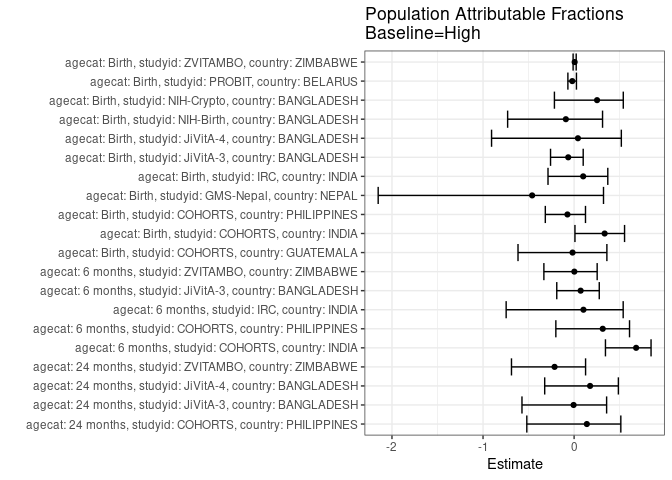 Population Attributable Fractions
Baseline=High
agecat: Birth, studyid: ZVITAMBO, country: ZIMBABWE
agecat: Birth, studyid: PROBIT, country: BELARUS
agecat: Birth, studyid: NIH-Crypto, country: BANGLADESH
agecat: Birth, studyid: NIH-Birth, country: BANGLADESH
agecat: Birth, studyid: JiVitA-4, country: BANGLADESH
agecat: Birth, studyid: JiVitA-3, country: BANGLADESH
agecat: Birth, studyid: IRC, country: INDIA
agecat: Birth, studyid: GMS-Nepal, country: NEPAL
agecat: Birth, studyid: COHORTS, country: PHILIPPINES
agecat: Birth, studyid: COHORTS, country: INDIA
agecat: Birth, studyid: COHORTS, country: GUATEMALA
agecat: 6 months, studyid: ZVITAMBO, country: ZIMBABWE
agecat: 6 months, studyid: JiVitA-3, country: BANGLADESH
agecat: 6 months, studyid: IRC, country: INDIA
agecat: 6 months, studyid: COHORTS, country: PHILIPPINES
agecat: 6 months, studyid: COHORTS, country: INDIA
agecat: 24 months, studyid: ZVITAMBO, country: ZIMBABWE
agecat: 24 months, studyid: JiVitA-4, country: BANGLADESH
agecat: 24 months, studyid: JiVitA-3, country: BANGLADESH
agecat: 24 months, studyid: COHORTS, country: PHILIPPINES
-2 -1 0
Estimate